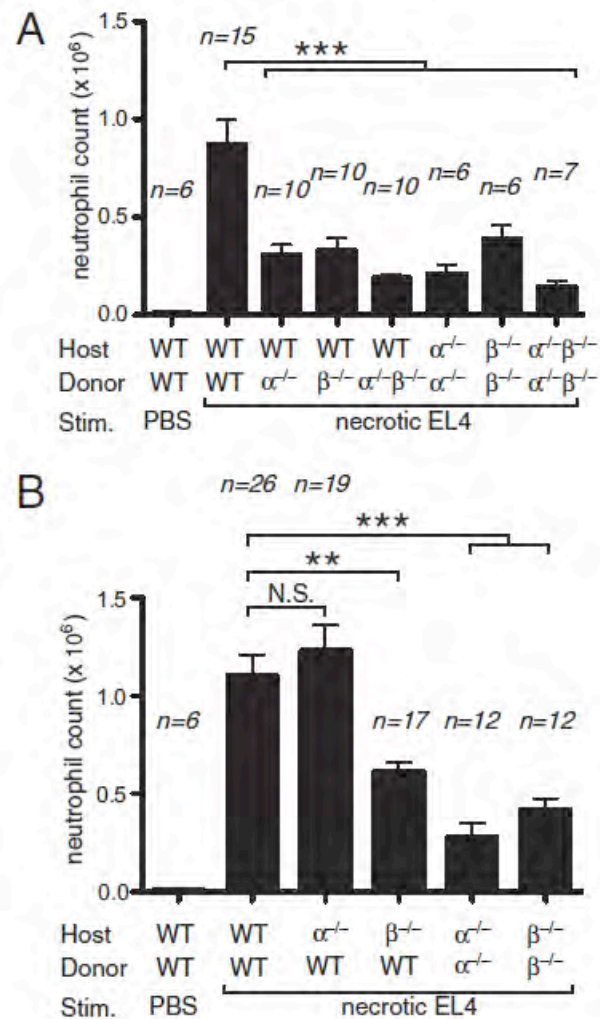 A
neutrophil count (x 10⁶)
1.5
1.0
0.5
0.0
n=15
***
n=6
n=10
n=10
n=10
n=6
n=6
n=7
Host WT WT WT WT WT α⁻/⁻ β⁻/⁻ α⁻/⁻β⁻/⁻
Donor WT WT α⁻/⁻ β⁻/⁻ α⁻/⁻β⁻/⁻ α⁻/⁻ β⁻/⁻ α⁻/⁻β⁻/⁻
Stim. PBS necrotic EL4
B
neutrophil count (x 10⁶)
1.5
1.0
0.5
0.0
n=26 n=19
***
**
N.S.
n=6
n=17 n=12 n=12
Host WT WT α⁻/⁻ β⁻/⁻ α⁻/⁻ β⁻/⁻
Donor WT WT WT WT α⁻/⁻ β⁻/⁻
Stim. PBS necrotic EL4